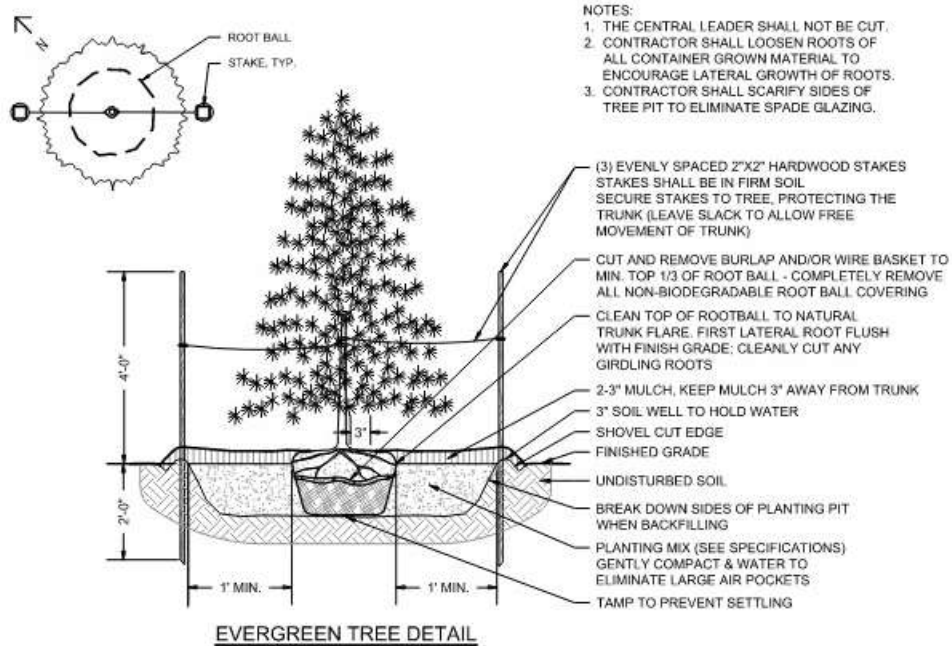 N
ROOT BALL
STAKE, TYP.
NOTES:
1. THE CENTRAL LEADER SHALL NOT BE CUT.
2. CONTRACTOR SHALL LOOSEN ROOTS OF
ALL CONTAINER GROWN MATERIAL TO
ENCOURAGE LATERAL GROWTH OF ROOTS.
3. CONTRACTOR SHALL SCARIFY SIDES OF
TREE PIT TO ELIMINATE SPADE GLAZING.
(3) EVENLY SPACED 2"X2" HARDWOOD STAKES
STAKES SHALL BE IN FIRM SOIL
SECURE STAKES TO TREE, PROTECTING THE
TRUNK (LEAVE SLACK TO ALLOW FREE
MOVEMENT OF TRUNK)
CUT AND REMOVE BURLAP AND/OR WIRE BASKET TO
MIN. TOP 1/3 OF ROOT BALL - COMPLETELY REMOVE
ALL NON-BIODEGRADABLE ROOT BALL COVERING
CLEAN TOP OF ROOTBALL TO NATURAL
TRUNK FLARE. FIRST LATERAL ROOT FLUSH
WITH FINISH GRADE; CLEANLY CUT ANY
GIRDLING ROOTS
2-3" MULCH, KEEP MULCH 3" AWAY FROM TRUNK
3" SOIL WELL TO HOLD WATER
SHOVEL CUT EDGE
FINISHED GRADE
UNDISTURBED SOIL
BREAK DOWN SIDES OF PLANTING PIT
WHEN BACKFILLING
PLANTING MIX (SEE SPECIFICATIONS)
GENTLY COMPACT & WATER TO
ELIMINATE LARGE AIR POCKETS
TAMP TO PREVENT SETTLING
4'-0"
2'-0"
3"
1' MIN.
1' MIN.
EVERGREEN TREE DETAIL